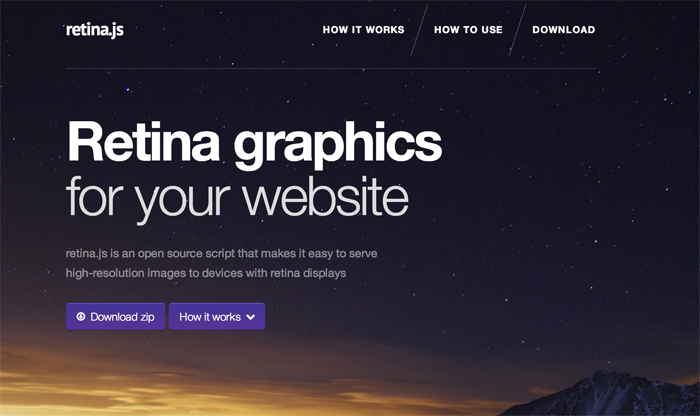 retina.js
HOW IT WORKS
HOW TO USE
DOWNLOAD
Retina graphics
for your website
retina.js is an open source script that makes it easy to serve
high-resolution images to devices with retina displays
Download zip
How it works